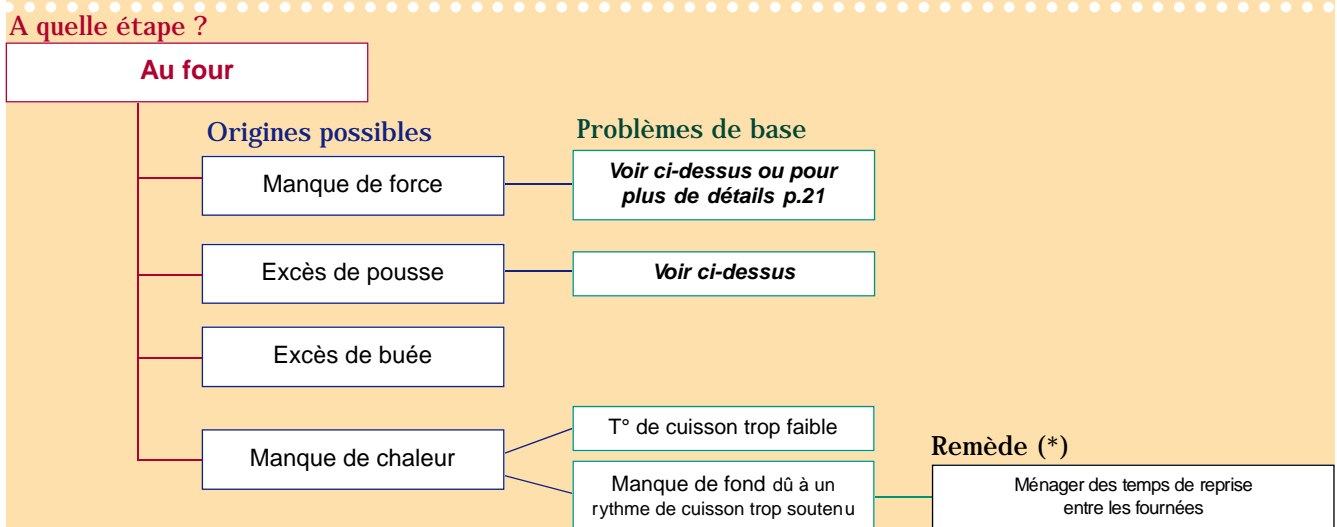 A quelle étape ?
Au four
Origines possibles
Problèmes de base
Manque de force
Voir ci-dessus ou pour
plus de détails p.21
Excès de pousse
Voir ci-dessus
Excès de buée
Manque de chaleur
T° de cuisson trop faible
Manque de fond dû à un
rythme de cuisson trop soutenu
Remède (*)
Ménager des temps de reprise
entre les fournées